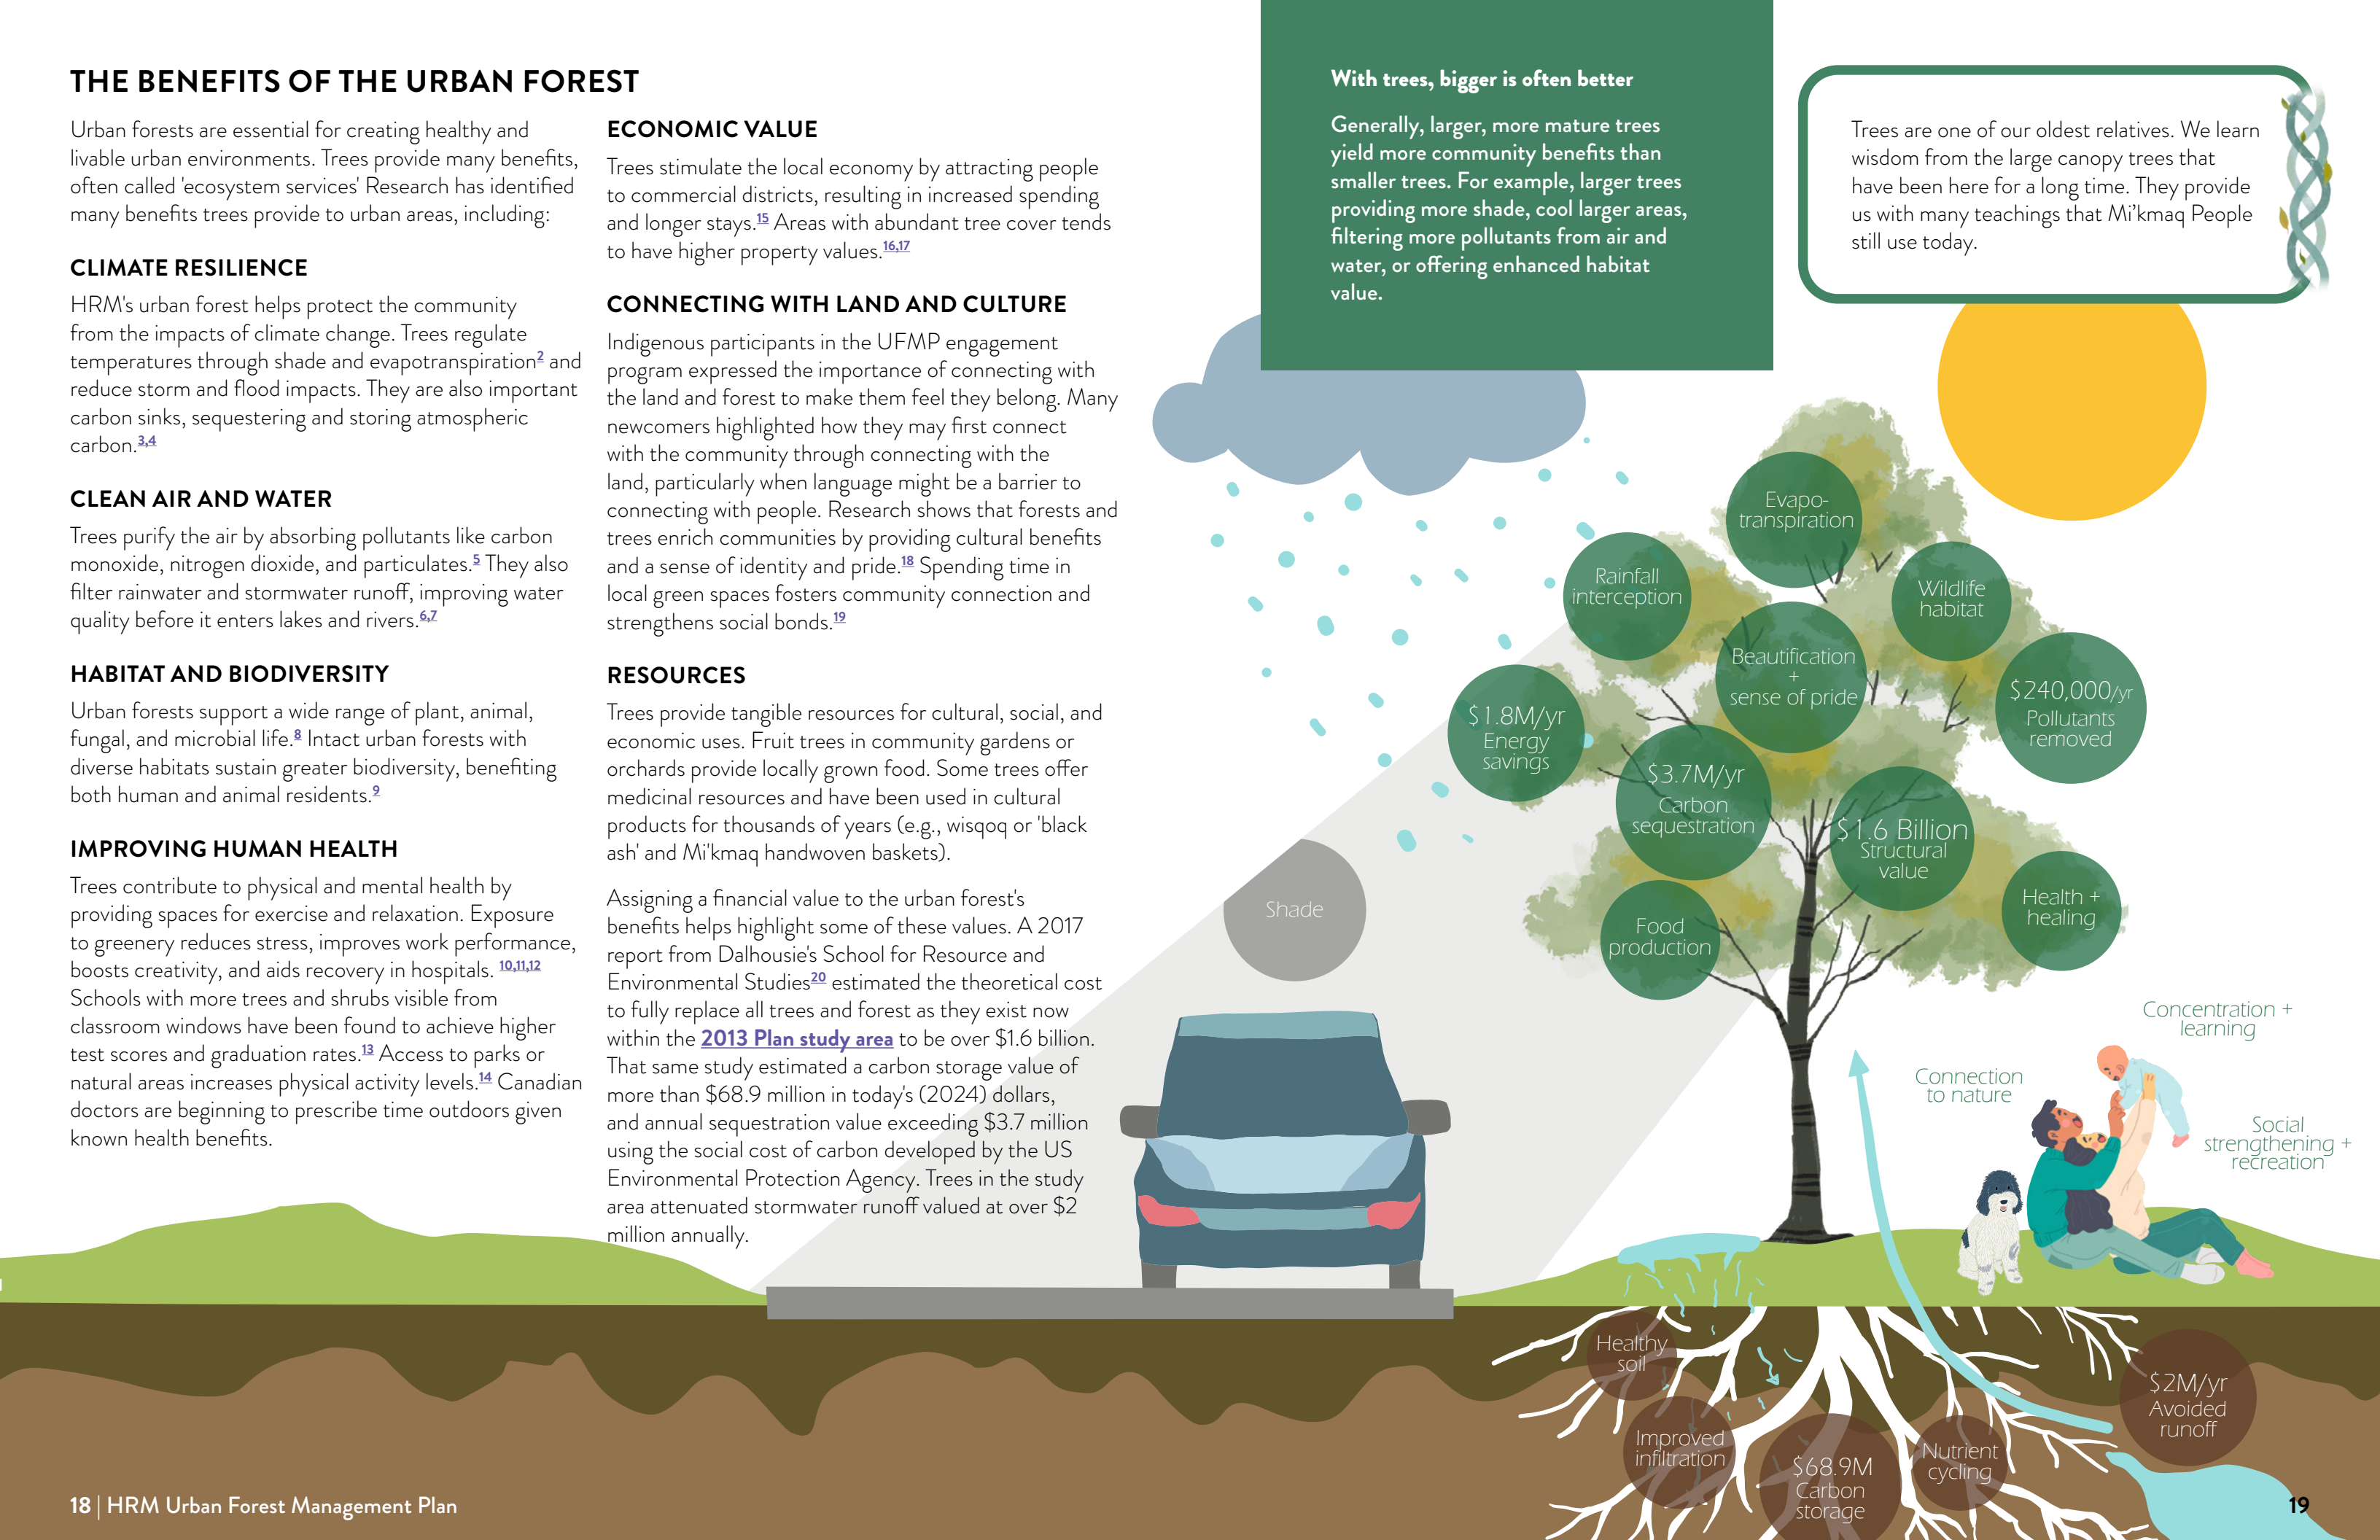 THE BENEFITS OF THE URBAN FOREST
Urban forests are essential for creating healthy and
livable urban environments. Trees provide many benefits,
often called 'ecosystem services' Research has identified
many benefits trees provide to urban areas, including:
CLIMATE RESILIENCE
HRM's urban forest helps protect the community
from the impacts of climate change. Trees regulate
temperatures through shade and evapotranspiration2 and
reduce storm and flood impacts. They are also important
carbon sinks, sequestering and storing atmospheric
carbon.3,4
CLEAN AIR AND WATER
Trees purify the air by absorbing pollutants like carbon
monoxide, nitrogen dioxide, and particulates.5 They also
filter rainwater and stormwater runoff, improving water
quality before it enters lakes and rivers.6,7
HABITAT AND BIODIVERSITY
Urban forests support a wide range of plant, animal,
fungal, and microbial life.8 Intact urban forests with
diverse habitats sustain greater biodiversity, benefiting
both human and animal residents.9
IMPROVING HUMAN HEALTH
Trees contribute to physical and mental health by
providing spaces for exercise and relaxation. Exposure
to greenery reduces stress, improves work performance,
boosts creativity, and aids recovery in hospitals. 10,11,12
Schools with more trees and shrubs visible from
classroom windows have been found to achieve higher
test scores and graduation rates.13 Access to parks or
natural areas increases physical activity levels.14 Canadian
doctors are beginning to prescribe time outdoors given
known health benefits.
ECONOMIC VALUE
Trees stimulate the local economy by attracting people
to commercial districts, resulting in increased spending
and longer stays.15 Areas with abundant tree cover tends
to have higher property values.16,17
CONNECTING WITH LAND AND CULTURE
Indigenous participants in the UFMP engagement
program expressed the importance of connecting with
the land and forest to make them feel they belong. Many
newcomers highlighted how they may first connect
with the community through connecting with the
land, particularly when language might be a barrier to
connecting with people. Research shows that forests and
trees enrich communities by providing cultural benefits
and a sense of identity and pride.18 Spending time in
local green spaces fosters community connection and
strengthens social bonds.19
RESOURCES
Trees provide tangible resources for cultural, social, and
economic uses. Fruit trees in community gardens or
orchards provide locally grown food. Some trees offer
medicinal resources and have been used in cultural
products for thousands of years (e.g., wisqoq or 'black
ash' and Mi'kmaq handwoven baskets).
Assigning a financial value to the urban forest's
benefits helps highlight some of these values. A 2017
report from Dalhousie's School for Resource and
Environmental Studies20 estimated the theoretical cost
to fully replace all trees and forest as they exist now
within the 2013 Plan study area to be over $1.6 billion.
That same study estimated a carbon storage value of
more than $68.9 million in today's (2024) dollars,
and annual sequestration value exceeding $3.7 million
using the social cost of carbon developed by the US
Environmental Protection Agency. Trees in the study
area attenuated stormwater runoff valued at over $2
million annually.
With trees, bigger is often better
Generally, larger, more mature trees
yield more community benefits than
smaller trees. For example, larger trees
providing more shade, cool larger areas,
filtering more pollutants from air and
water, or offering enhanced habitat
value.
Trees are one of our oldest relatives. We learn
wisdom from the large canopy trees that
have been here for a long time. They provide
us with many teachings that Mi'kmaq People
still use today.
Evapo-
transpiration
Rainfall
interception
Wildlife
habitat
Beautification
+
sense of pride
$240,000/yr
Pollutants
removed
$1.8M/yr
Energy
savings
$3.7M/yr
Carbon
sequestration
$1.6 Billion
Structural
value
Health +
healing
Food
production
Shade
Concentration +
learning
Connection
to nature
Social
strengthening +
recreation
Healthy
soil
Improved
infiltration
$68.9M
Carbon
storage
Nutrient
cycling
$2M/yr
Avoided
runoff
18 | HRM Urban Forest Management Plan
19